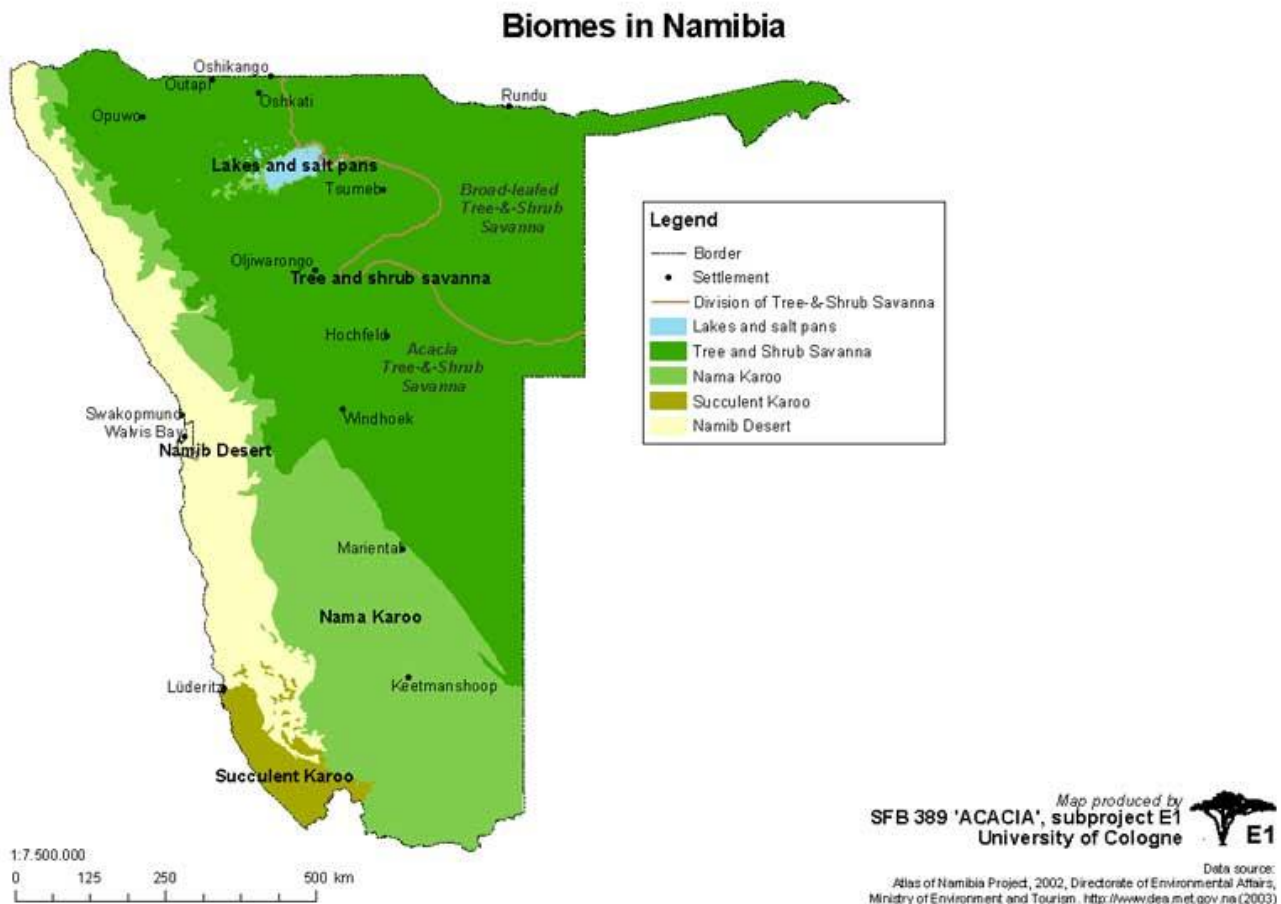 Biomes in Namibia
Oshikango
Outapi
Oshkati
Rundu
Opuwo
Lakes and salt pans
Tsumeb
Broad-leafed
Tree-&-Shrub
Savanna
Oljiwarongo
Tree and shrub savanna
Hochfeld
Acacia
Tree-&-Shrub
Savanna
Swakopmund
Windhoek
Walvis Bay
Namib Desert
Mariental
Nama Karoo
Lüderitz
Keetmanshoop
Succulent Karoo
Legend
Border
Settlement
Division of Tree-&-Shrub Savanna
Lakes and salt pans
Tree and Shrub Savanna
Nama Karoo
Succulent Karoo
Namib Desert
1:7.500.000
0 125 250 500 km
Map produced by
SFB 389 'ACACIA', subproject E1
University of Cologne
E1
Data source:
Atlas of Namibia Project, 2002, Directorate of Environmental Affairs,
Ministry of Environment and Tourism. http://www.dea.met.gov.na (2003)